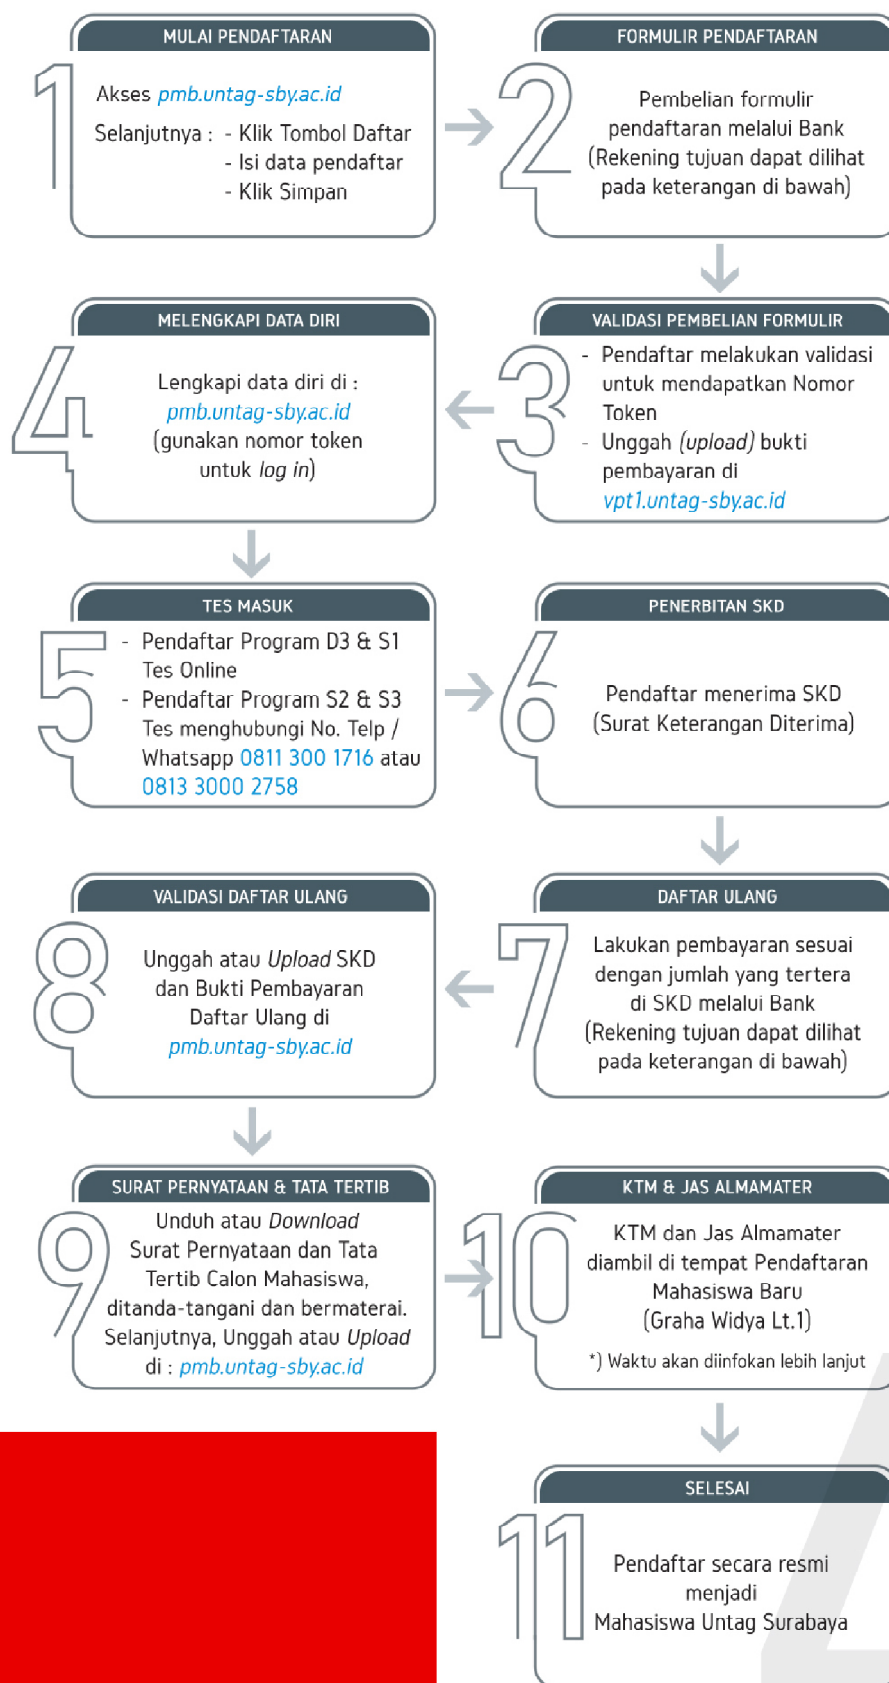 1
MULAI PENDAFTARAN
Akses pmb.untag-sby.ac.id
Selanjutnya : - Klik Tombol Daftar
- Isi data pendaftar
- Klik Simpan
2
FORMULIR PENDAFTARAN
Pembelian formulir
pendaftaran melalui Bank
(Rekening tujuan dapat dilihat
pada keterangan di bawah)
3
VALIDASI PEMBELIAN FORMULIR
- Pendaftar melakukan validasi
untuk mendapatkan Nomor
Token
- Unggah (upload) bukti
pembayaran di
vpt1.untag-sby.ac.id
4
MELENGKAPI DATA DIRI
Lengkapi data diri di :
pmb.untag-sby.ac.id
(gunakan nomor token
untuk log in)
5
TES MASUK
- Pendaftar Program D3 & S1
Tes Online
- Pendaftar Program S2 & S3
Tes menghubungi No. Telp /
Whatsapp 0811 300 1716 atau
0813 3000 2758
6
PENERBITAN SKD
Pendaftar menerima SKD
(Surat Keterangan Diterima)
7
DAFTAR ULANG
Lakukan pembayaran sesuai
dengan jumlah yang tertera
di SKD melalui Bank
(Rekening tujuan dapat dilihat
pada keterangan di bawah)
8
VALIDASI DAFTAR ULANG
Unggah atau Upload SKD
dan Bukti Pembayaran
Daftar Ulang di
pmb.untag-sby.ac.id
9
SURAT PERNYATAAN & TATA TERTIB
Unduh atau Download
Surat Pernyataan dan Tata
Tertib Calon Mahasiswa,
ditanda-tangani dan bermaterai.
Selanjutnya, Unggah atau Upload
di : pmb.untag-sby.ac.id
10
KTM & JAS ALMAMATER
KTM dan Jas Almamater
diambil di tempat Pendaftaran
Mahasiswa Baru
(Graha Widya Lt.1)
*) Waktu akan diinfokan lebih lanjut
11
SELESAI
Pendaftar secara resmi
menjadi
Mahasiswa Untag Surabaya